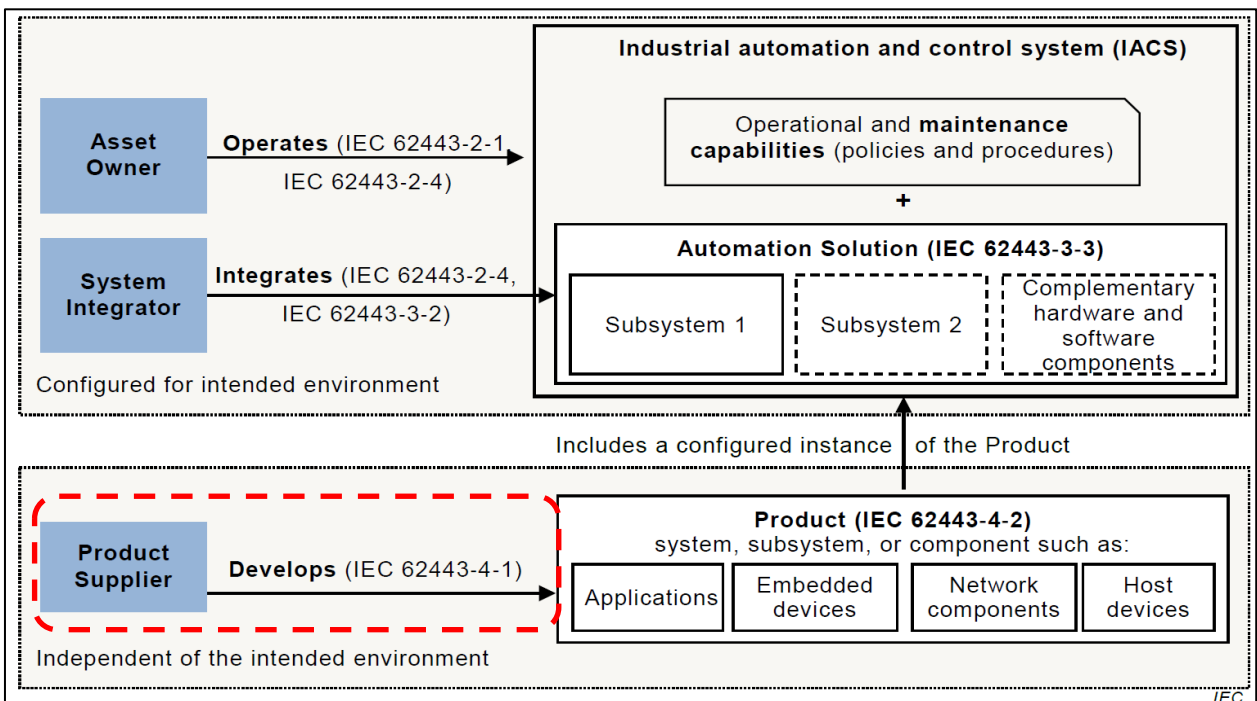 Industrial automation and control system (IACS)
Asset
Owner
Operates (IEC 62443-2-1,
IEC 62443-2-4)
Operational and maintenance
capabilities (policies and procedures)
+
System
Integrator
Integrates (IEC 62443-2-4,
IEC 62443-3-2)
Automation Solution (IEC 62443-3-3)
Subsystem 1
Subsystem 2
Complementary
hardware and
software
components
Configured for intended environment
Includes a configured instance of the Product
Product
Supplier
Develops (IEC 62443-4-1)
Product (IEC 62443-4-2)
system, subsystem, or component such as:
Applications
Embedded
devices
Network
components
Host
devices
Independent of the intended environment
IEC